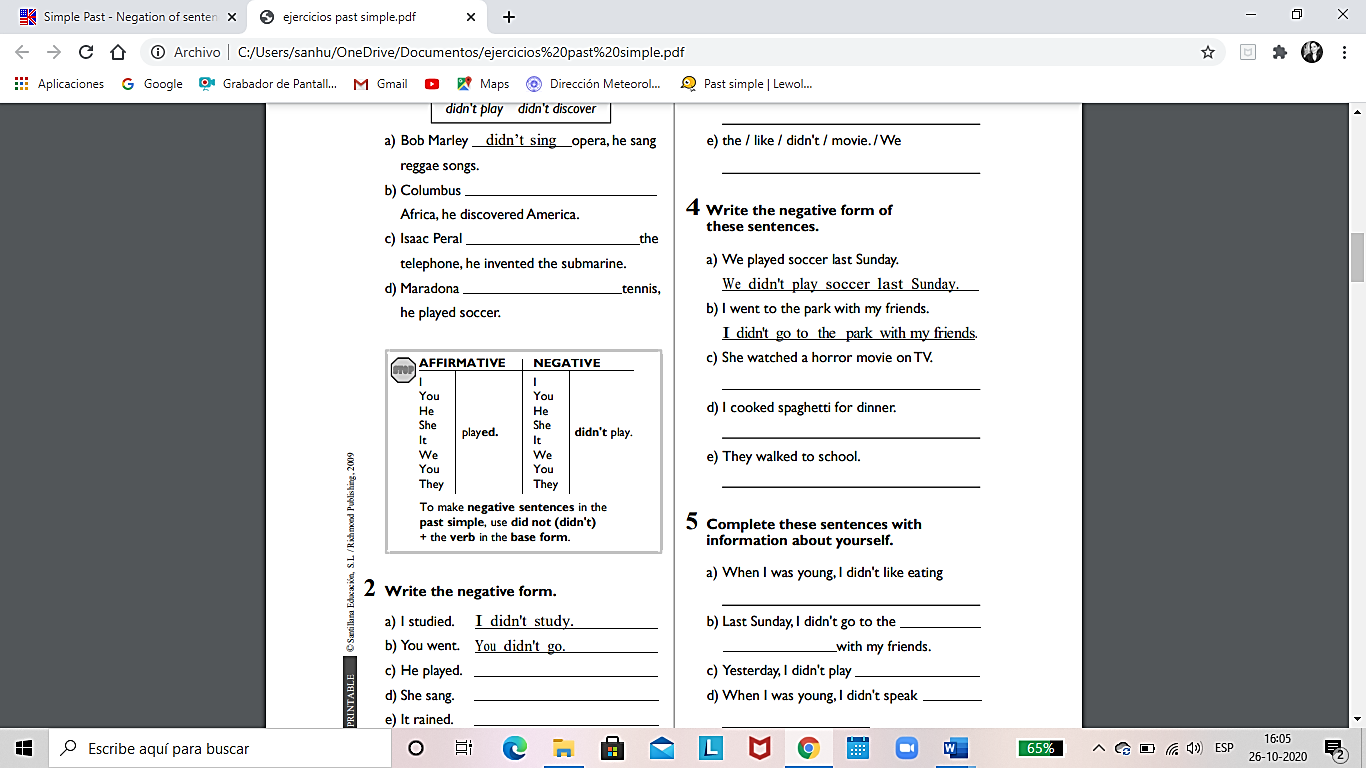 Simple Past - Negation of senten
ejercicios past simple.pdf
Archivo
C:/Users/sanhu/OneDrive/Documentos/ejercicios%20past%20simple.pdf
Aplicaciones
Google
Grabador de Pantall...
Gmail
Maps
Dirección Meteorol...
Past simple | Lewol...
didn't play didn't discover
a) Bob Marley didn't sing opera, he sang
reggae songs.
b) Columbus ____
Africa, he discovered America.
c) Isaac Peral ____ the
telephone, he invented the submarine.
d) Maradona ____ tennis,
he played soccer.
STOP
AFFIRMATIVE
I
You
He
She
It
We
You
They
played.
NEGATIVE
I
You
He
She
It
We
You
They
didn't play.
To make negative sentences in the
past simple, use did not (didn't)
+ the verb in the base form.
2 Write the negative form.
a) I studied. I didn't study.
b) You went. You didn't go.
c) He played.
d) She sang.
e) It rained.
PRINTABLE
© Santillana Educación, S.L. / Richmond Publishing, 2009
e) the / like / didn't / movie. / We
4 Write the negative form of
these sentences.
a) We played soccer last Sunday.
We didn't play soccer last Sunday.
b) I went to the park with my friends.
I didn't go to the park with my friends.
c) She watched a horror movie on TV.
d) I cooked spaghetti for dinner.
e) They walked to school.
5 Complete these sentences with
information about yourself.
a) When I was young, I didn't like eating
b) Last Sunday, I didn't go to the ____
____ with my friends.
c) Yesterday, I didn't play ____
d) When I was young, I didn't speak ____
Escribe aquí para buscar
65%
ESP
16:05
26-10-2020
2